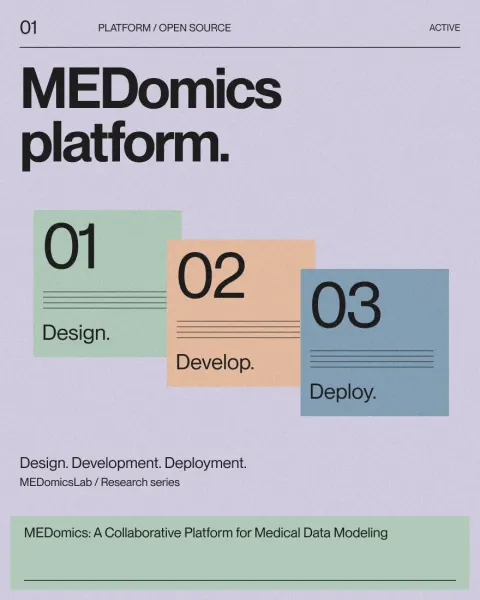 01 PLATFORM / OPEN SOURCE ACTIVE
MEDomics
platform.
01
Design.
02
Develop.
03
Deploy.
Design. Development. Deployment.
MEDomicsLab / Research series
MEDomics: A Collaborative Platform for Medical Data Modeling